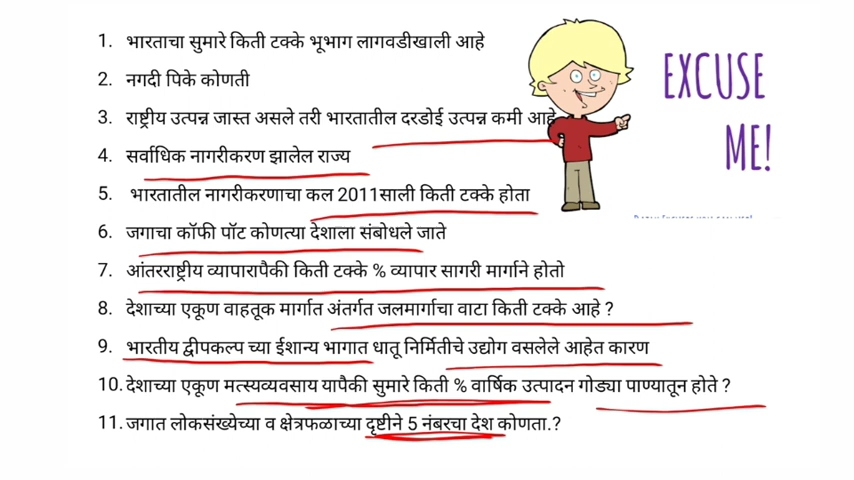 1. भारताचा सुमारे किती टक्के भूभाग लागवडीखाली आहे
2. नगदी पिके कोणती
3. राष्ट्रीय उत्पन्न जास्त असले तरी भारतातील दरडोई उत्पन्न कमी आहे
4. सर्वाधिक नागरीकरण झालेल राज्य
5. भारतातील नागरीकरणाचा कल 2011साली किती टक्के होता
6. जगाचा कॉफी पॉट कोणत्या देशाला संबोधले जाते
7. आंतरराष्ट्रीय व्यापारापैकी किती टक्के % व्यापार सागरी मार्गाने होतो
8. देशाच्या एकूण वाहतूक मार्गात अंतर्गत जलमार्गाचा वाटा किती टक्के आहे ?
9. भारतीय द्वीपकल्प च्या ईशान्य भागात धातू निर्मितीचे उद्योग वसलेले आहेत कारण
10. देशाच्या एकूण मत्स्यव्यवसाय यापैकी सुमारे किती % वार्षिक उत्पादन गोड्या पाण्यातून होते ?
11. जगात लोकसंख्येच्या व क्षेत्रफळाच्या दृष्टीने 5 नंबरचा देश कोणता.?
EXCUSE
ME!